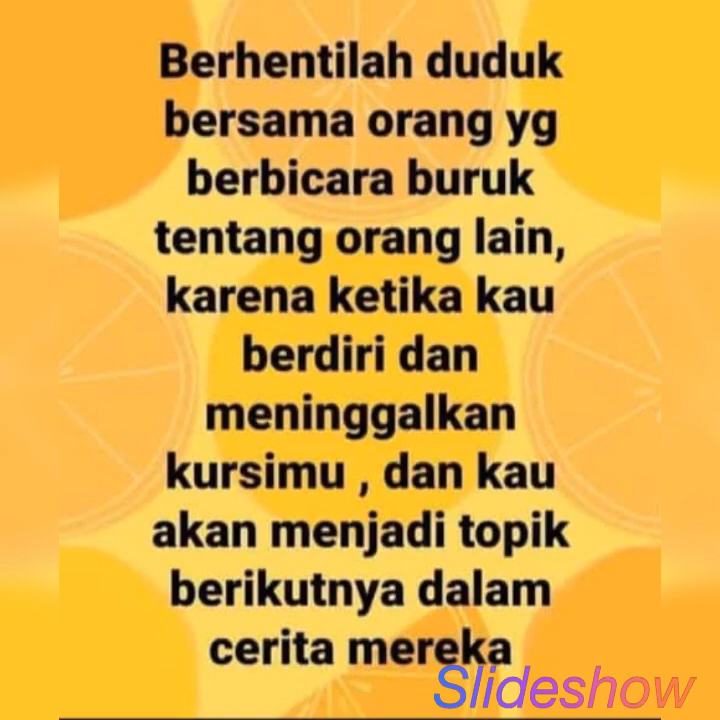 Berhentilah duduk
bersama orang yg
berbicara buruk
tentang orang lain,
karena ketika kau
berdiri dan
meninggalkan
kursimu , dan kau
akan menjadi topik
berikutnya dalam
cerita mereka
Slideshow